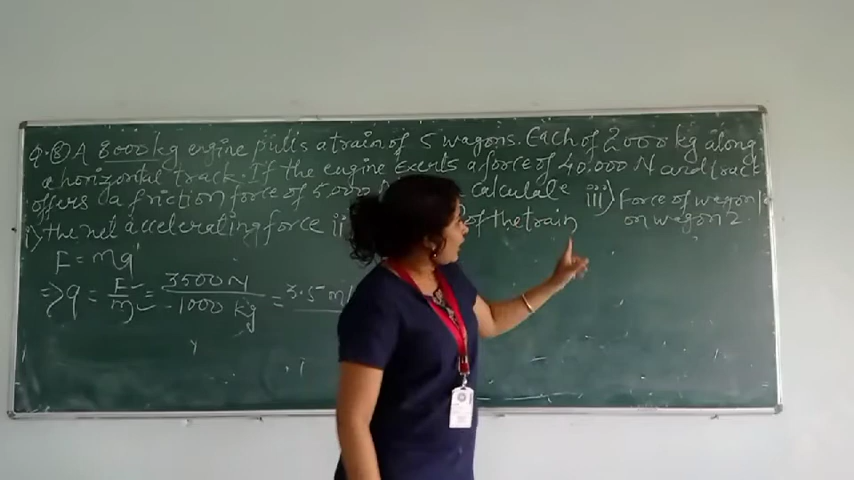 Q.⑧ A 8000 kg engine pulls a train of 5 wagons. Each of 2000 kg along
a horizontal track. If the engine Exerts a force of 40,000 N and track
offers a friction force of 5000 calculate
i) The net accelerating force ii of the train
iii) Force of wagon 1
on wagon 2.
F = ma
=> a = F/m = 3500 N / 1000 kg = 3.5 m/